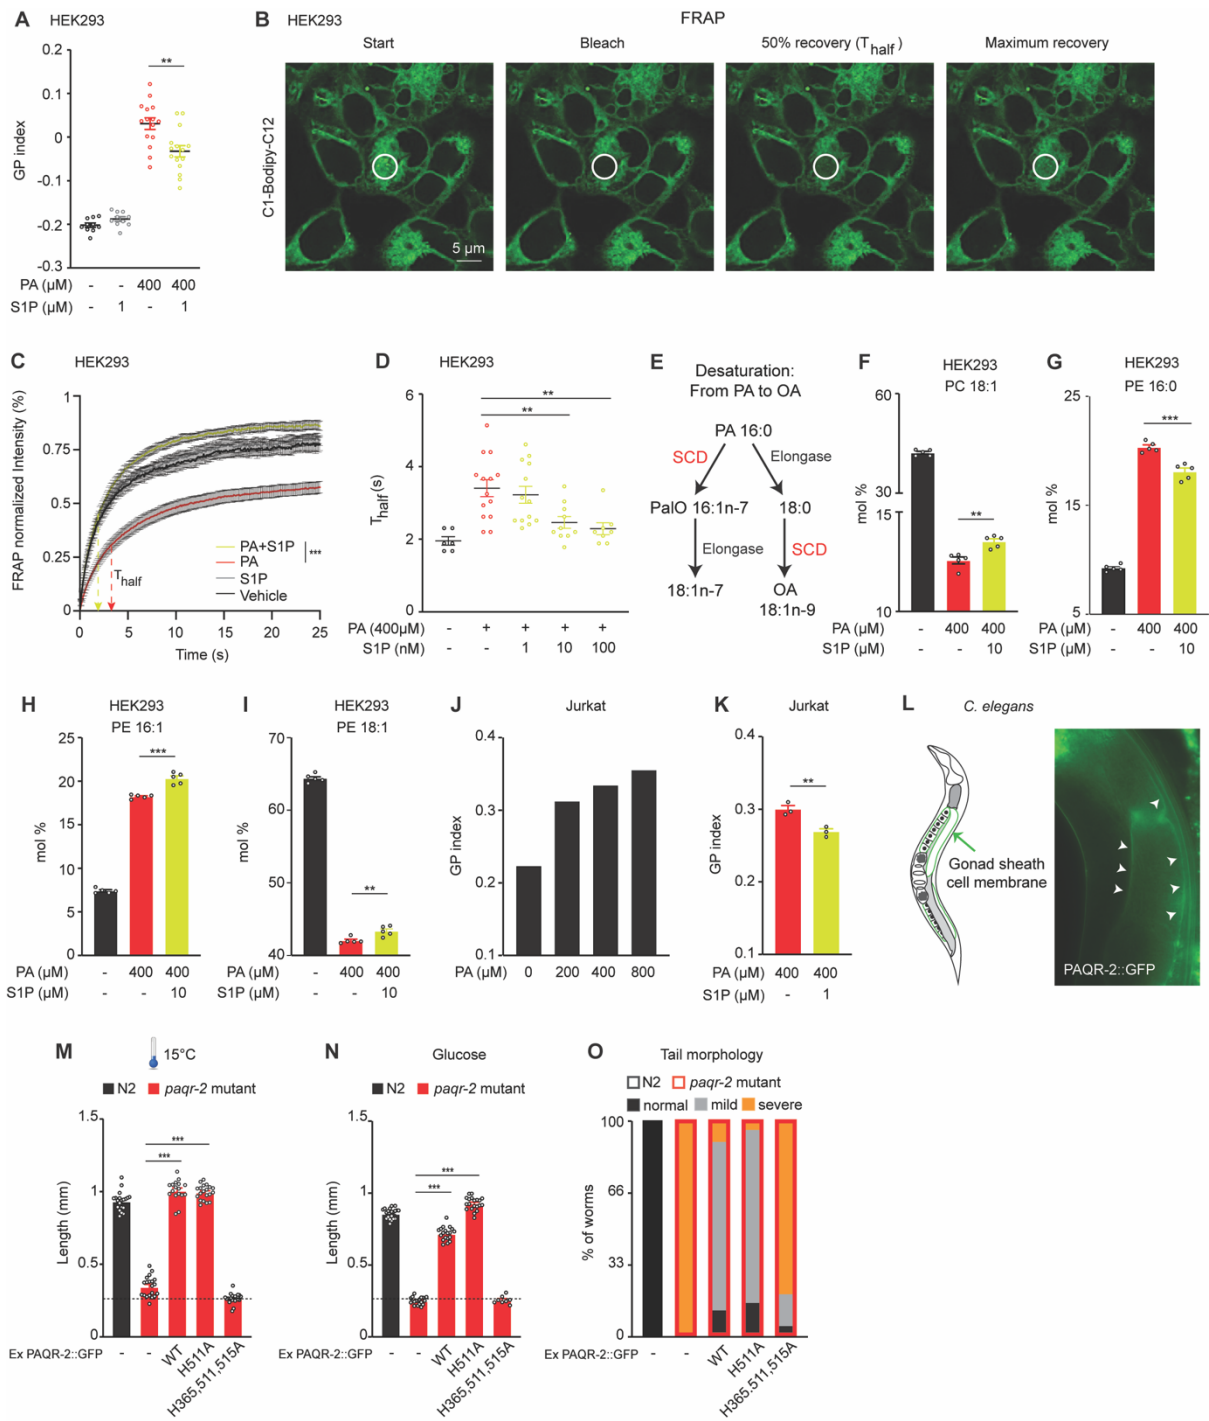 A HEK293
GP index
0.2
0.1
0
-0.1
-0.2
-0.3
**
PA (µM) - - 400 400
S1P (µM) - 1 - 1
B HEK293 FRAP
Start Bleach 50% recovery (Thalf) Maximum recovery
C1-Bodipy-C12
5 µm
C HEK293
FRAP normalized Intensity (%)
1
0.75
0.5
0.25
0
Thalf
PA+S1P
PA
S1P
Vehicle
***
0 5 10 15 20 25
Time (s)
D HEK293
Thalf (s)
6
4
2
0
**
**
PA (400µM) - + + + +
S1P (nM) - - 1 10 100
E Desaturation:
From PA to OA
PA 16:0
SCD Elongase
PalO 16:1n-7 18:0
Elongase SCD
18:1n-7 OA
18:1n-9
F HEK293
PC 18:1
mol %
60
30
15
10
**
PA (µM) - 400 400
S1P (µM) - - 10
G HEK293
PE 16:0
mol %
25
15
5
***
PA (µM) - 400 400
S1P (µM) - - 10
H HEK293
PE 16:1
mol %
25
20
15
10
5
0
***
PA (µM) - 400 400
S1P (µM) - - 10
I HEK293
PE 18:1
mol %
70
60
50
40
**
PA (µM) - 400 400
S1P (µM) - - 10
J Jurkat
GP index
0.4
0.3
0.2
0.1
PA (µM) 0 200 400 800
K Jurkat
GP index
0.4
0.3
0.2
0.1
**
PA (µM) 400 400
S1P (µM) - 1
L C. elegans
Gonad sheath
cell membrane
PAQR-2::GFP
M 15°C
N2 paqr-2 mutant
Length (mm)
1.5
1
0.5
0
***
***
Ex PAQR-2::GFP - - WT H511A H365,511,515A
N Glucose
N2 paqr-2 mutant
Length (mm)
1.5
1
0.5
0
***
***
- - WT H511A H365,511,515A
O Tail morphology
N2 paqr-2 mutant
normal mild severe
% of worms
100
66
33
0
Ex PAQR-2::GFP - - WT H511A H365,511,515A